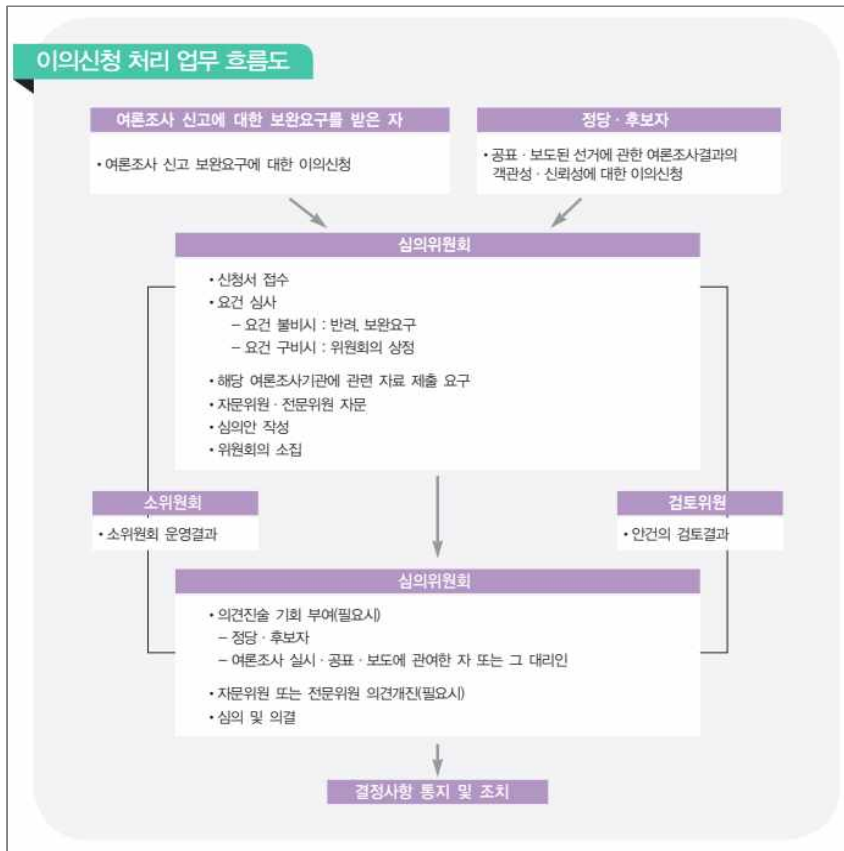 이의신청 처리 업무 흐름도
여론조사 신고에 대한 보완요구를 받은 자
• 여론조사 신고 보완요구에 대한 이의신청
정당 · 후보자
• 공표 · 보도된 선거에 관한 여론조사결과의
객관성 · 신뢰성에 대한 이의신청
심의위원회
• 신청서 접수
• 요건 심사
– 요건 불비시 : 반려, 보완요구
– 요건 구비시 : 위원회의 상정
• 해당 여론조사기관에 관련 자료 제출 요구
• 자문위원 · 전문위원 자문
• 심의안 작성
• 위원회의 소집
소위원회
• 소위원회 운영결과
검토위원
• 안건의 검토결과
심의위원회
• 의견진술 기회 부여(필요시)
– 정당 · 후보자
– 여론조사 실시 · 공표 · 보도에 관여한 자 또는 그 대리인
• 자문위원 또는 전문위원 의견개진(필요시)
• 심의 및 의결
결정사항 통지 및 조치